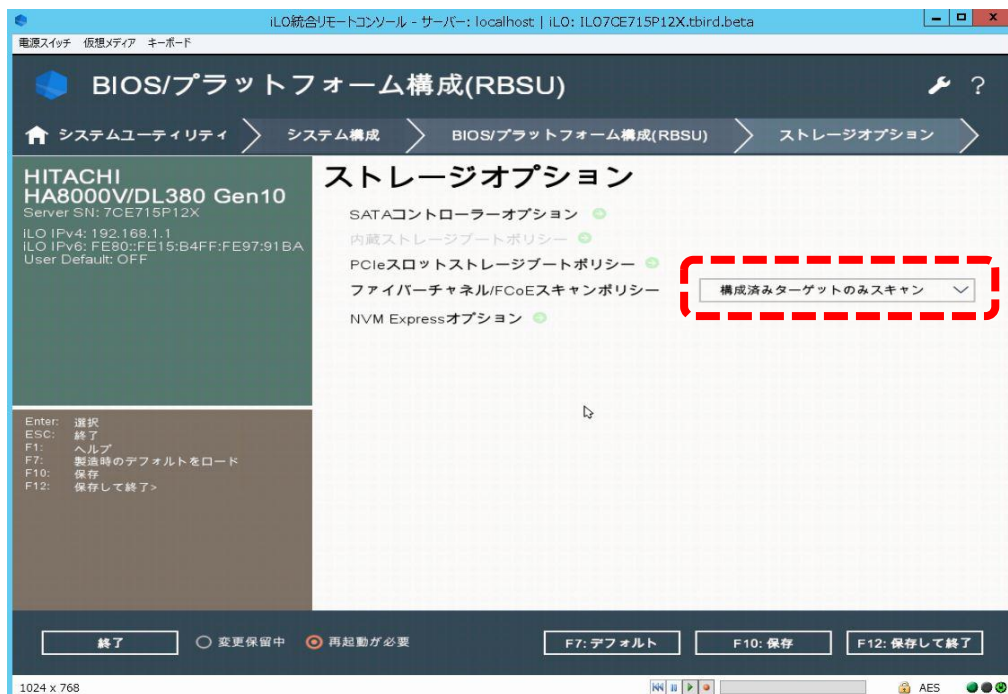 iLO統合リモートコンソール - サーバー: localhost | iLO: ILO7CE715P12X.tbird.beta
電源スイッチ 仮想メディア キーボード
BIOS/プラットフォーム構成(RBSU)
?
システムユーティリティ
システム構成
BIOS/プラットフォーム構成(RBSU)
ストレージオプション
HITACHI
HA8000V/DL380 Gen10
Server SN: 7CE715P12X
iLO IPv4: 192.168.1.1
iLO IPv6: FE80::FE15:B4FF:FE97:91BA
User Default: OFF
Enter: 選択
ESC: 終了
F1: ヘルプ
F7: 製造時のデフォルトをロード
F10: 保存
F12: 保存して終了>
ストレージオプション
SATAコントローラーオプション
内蔵ストレージブートポリシー
PCIeスロットストレージブートポリシー
ファイバーチャネル/FCoEスキャンポリシー 構成済みターゲットのみスキャン
NVM Expressオプション
終了 変更保留中 再起動が必要 F7: デフォルト F10: 保存 F12: 保存して終了
1024 x 768 AES